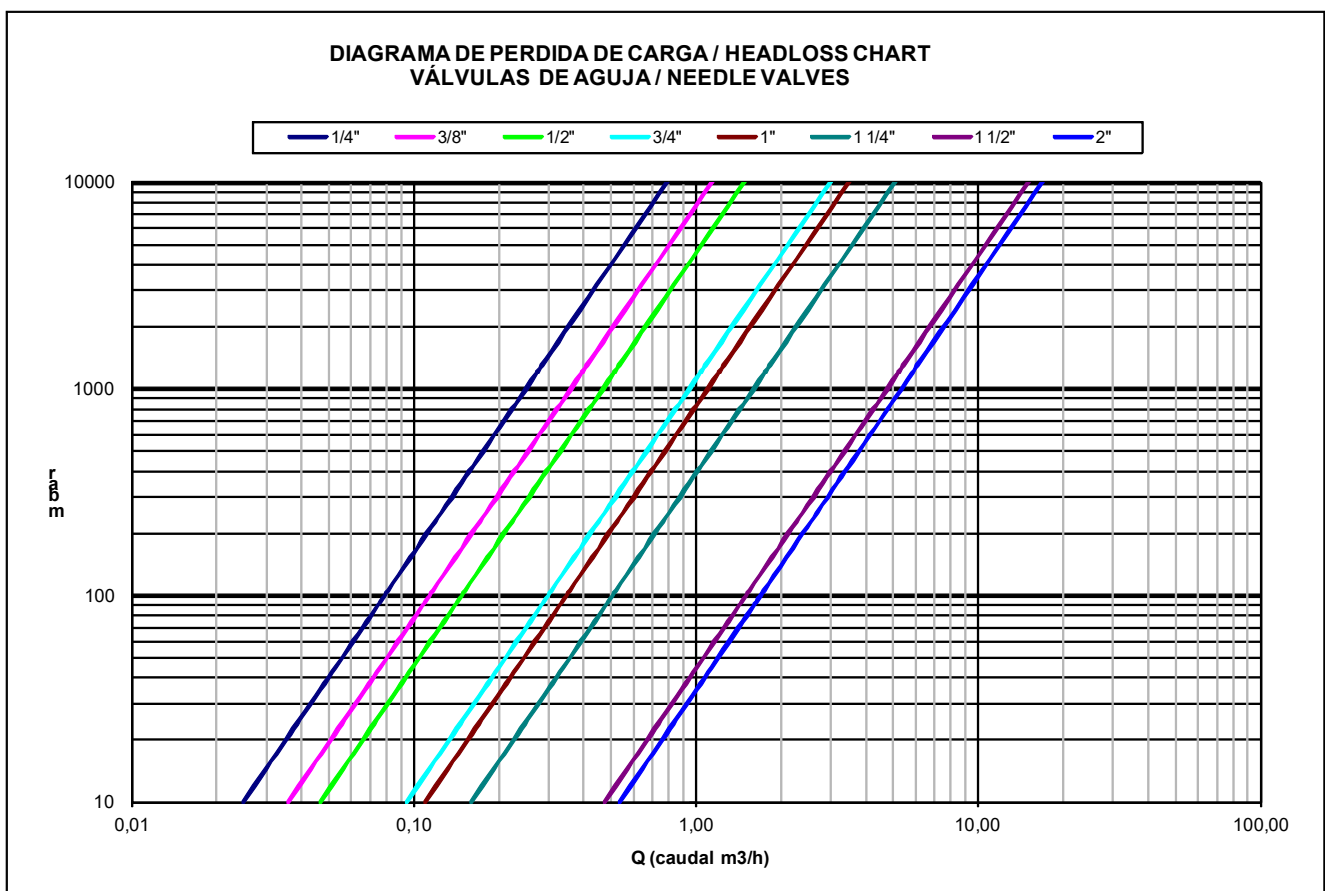 DIAGRAMA DE PERDIDA DE CARGA / HEADLOSS CHART
VÁLVULAS DE AGUJA / NEEDLE VALVES
1/4" 3/8" 1/2" 3/4" 1" 1 1/4" 1 1/2" 2"
10000
1000
100
10
mbar
0,01 0,10 1,00 10,00 100,00
Q (caudal m3/h)